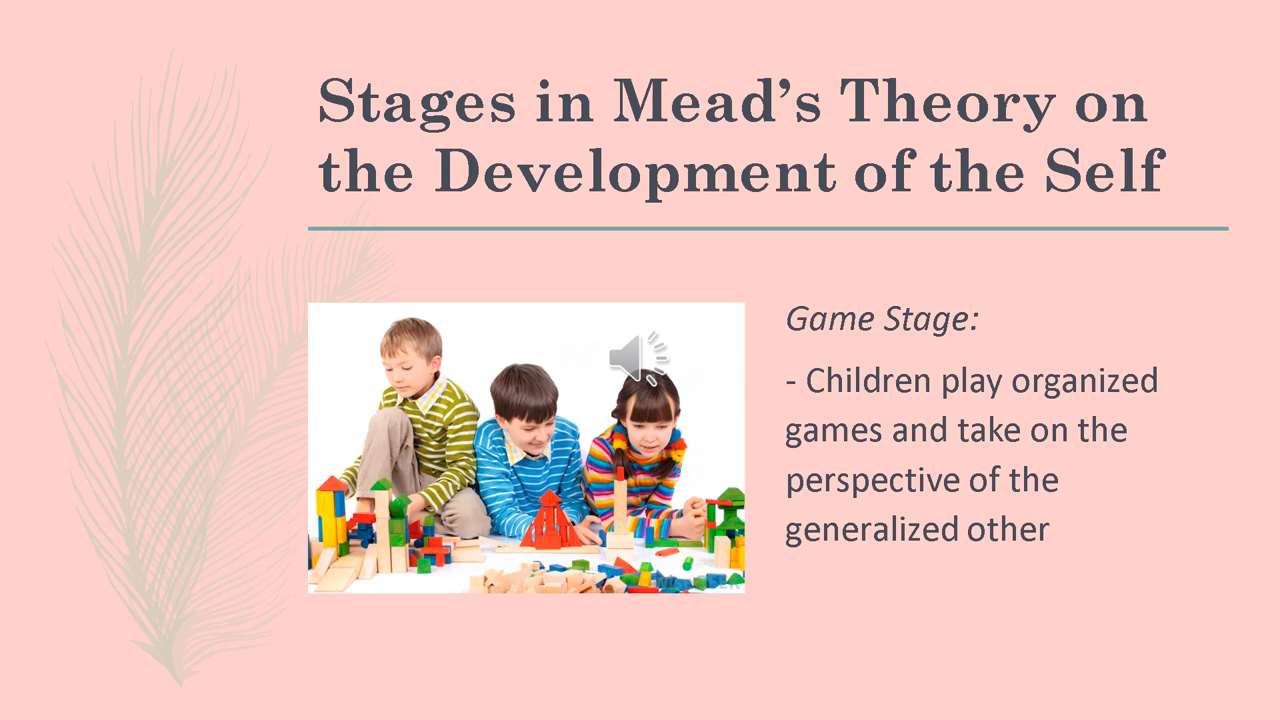 Stages in Mead's Theory on
the Development of the Self
Game Stage:
- Children play organized
games and take on the
perspective of the
generalized other